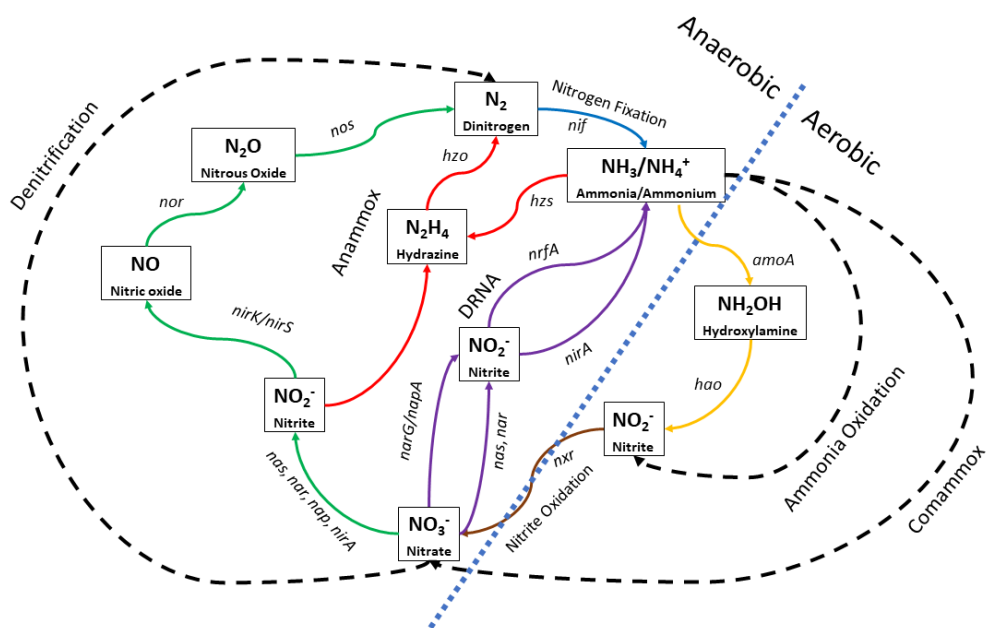 Anaerobic
Aerobic
Denitrification
N₂
Dinitrogen
Nitrogen Fixation
nif
nos
N₂O
Nitrous Oxide
hzo
NH₃/NH₄⁺
Ammonia/Ammonium
hzs
nor
Anammox
N₂H₄
Hydrazine
nrfA
amoA
NO
Nitric oxide
DRNA
NH₂OH
Hydroxylamine
nirK/nirS
NO₂⁻
Nitrite
nirA
NO₂⁻
Nitrite
hao
narG/napA
nas, nar
NO₂⁻
Nitrite
nxr
Ammonia Oxidation
Comammox
nas, nar, nap, nirA
Nitrite Oxidation
NO₃⁻
Nitrate